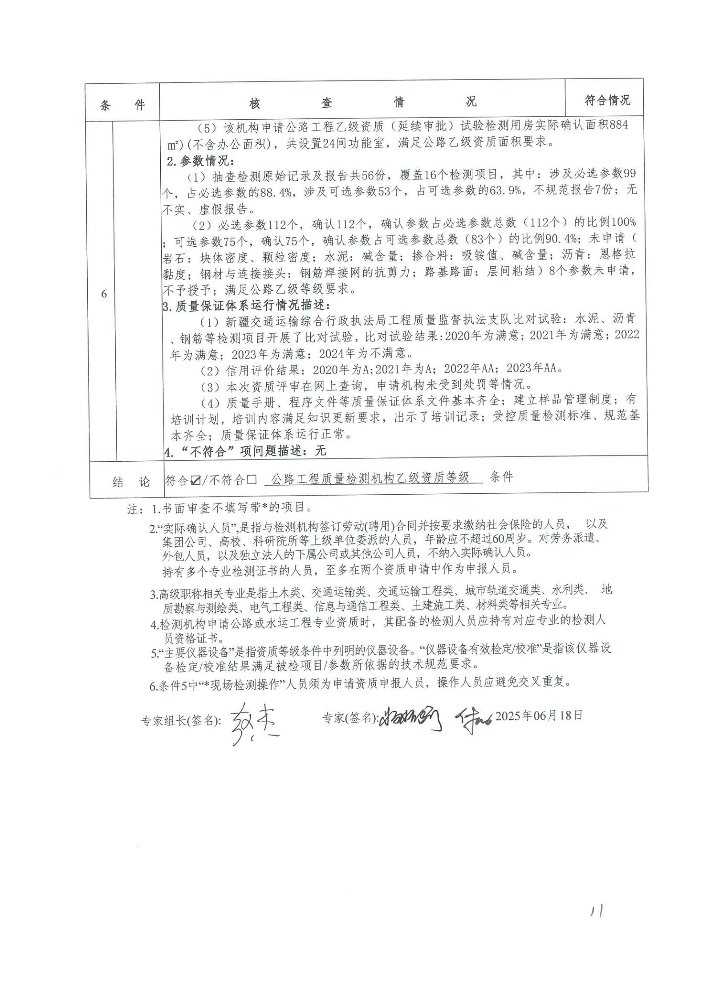 条 件 核 查 情 况 符合情况
6
(5)该机构申请公路工程乙级资质(延续审批)试验检测用房实际确认面积884
㎡)(不含办公面积),共设置24间功能室,满足公路乙级资质面积要求。
2.参数情况:
(1)抽查检测原始记录及报告共56份,覆盖16个检测项目,其中:涉及必选参数99
个,占必选参数的88.4%,涉及可选参数53个,占可选参数的63.9%,不规范报告7份;无
不实、虚假报告。
(2)必选参数112个,确认112个,确认参数占必选参数总数(112个)的比例100%
;可选参数75个,确认75个,确认参数占可选参数总数(83个)的比例90.4%;未申请(
岩石:块体密度、颗粒密度;水泥:碱含量;掺合料:吸铵值、碱含量;沥青:恩格拉
黏度;钢材与连接接头:钢筋焊接网的抗剪力;路基路面:层间粘结)8个参数未申请,
不予授予;满足公路乙级等级要求。
3.质量保证体系运行情况描述:
(1)新疆交通运输综合行政执法局工程质量监督执法支队比对试验:水泥、沥青
、钢筋等检测项目开展了比对试验,比对试验结果:2020年为满意;2021年为满意;2022
年为满意;2023年为满意;2024年为不满意。
(2)信用评价结果:2020年为A;2021年为A;2022年AA;2023年AA。
(3)本次资质评审在网上查询,申请机构未受到处罚等情况。
(4)质量手册、程序文件等质量保证体系文件基本齐全;建立样品管理制度;有
培训计划,培训内容满足知识更新要求,出示了培训记录;受控质量检测标准、规范基
本齐全;质量保证体系运行正常。
4.“不符合”项问题描述:无
结 论 符合☑/不符合□ 公路工程质量检测机构乙级资质等级 条件
注:1.书面审查不填写带*的项目。
2.“实际确认人员”,是指与检测机构签订劳动(聘用)合同并按要求缴纳社会保险的人员, 以及
集团公司、高校、科研院所等上级单位委派的人员,年龄应不超过60周岁。对劳务派遣、
外包人员,以及独立法人的下属公司或其他公司人员,不纳入实际确认人员。
持有多个专业检测证书的人员,至多在两个资质申请中作为申报人员。
3.高级职称相关专业是指土木类、交通运输类、交通运输工程类、城市轨道交通类、水利类、 地
质勘察与测绘类、电气工程类、信息与通信工程类、土建施工类、材料类等相关专业。
4.检测机构申请公路或水运工程专业资质时,其配备的检测人员应持有对应专业的检测人
员资格证书。
5.“主要仪器设备”是指资质等级条件中列明的仪器设备。“仪器设备有效检定/校准”是指该仪器设
备检定/校准结果满足被检项目/参数所依据的技术规范要求。
6.条件5中“*现场检测操作”人员须为申请资质申报人员,操作人员应避免交叉重复。
专家组长(签名): 专家(签名): 2025年06月18日
11